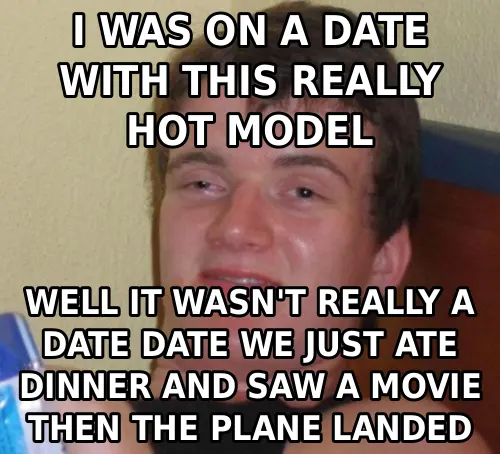 I WAS ON A DATE
WITH THIS REALLY
HOT MODEL
WELL IT WASN'T REALLY A
DATE DATE WE JUST ATE
DINNER AND SAW A MOVIE
THEN THE PLANE LANDED